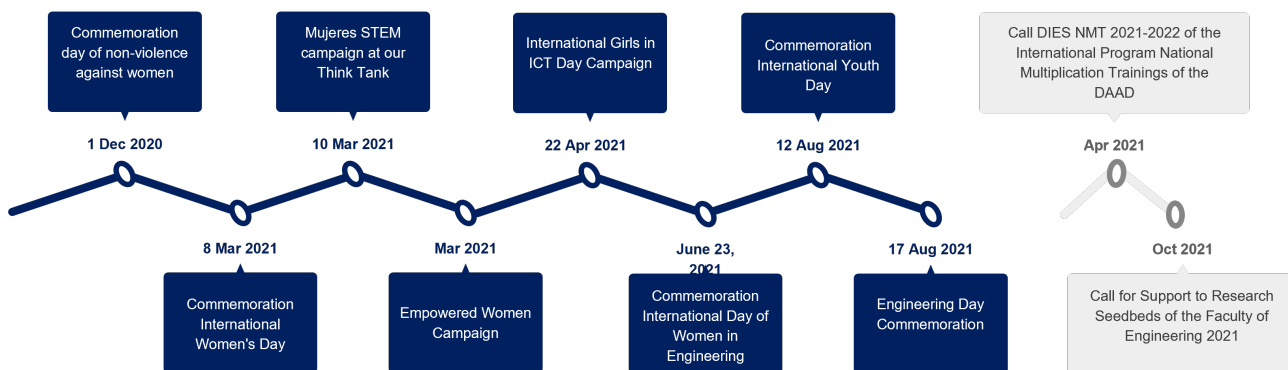 Commemoration
day of non-violence
against women
Mujeres STEM
campaign at our
Think Tank
International Girls in
ICT Day Campaign
Commemoration
International Youth
Day
Call DIES NMT 2021-2022 of the
International Program National
Multiplication Trainings of the
DAAD
1 Dec 2020
10 Mar 2021
22 Apr 2021
12 Aug 2021
Apr 2021
8 Mar 2021
Mar 2021
June 23,
2021
17 Aug 2021
Oct 2021
Commemoration
International
Women's Day
Empowered Women
Campaign
Commemoration
International Day of
Women in
Engineering
Engineering Day
Commemoration
Call for Support to Research
Seedbeds of the Faculty of
Engineering 2021